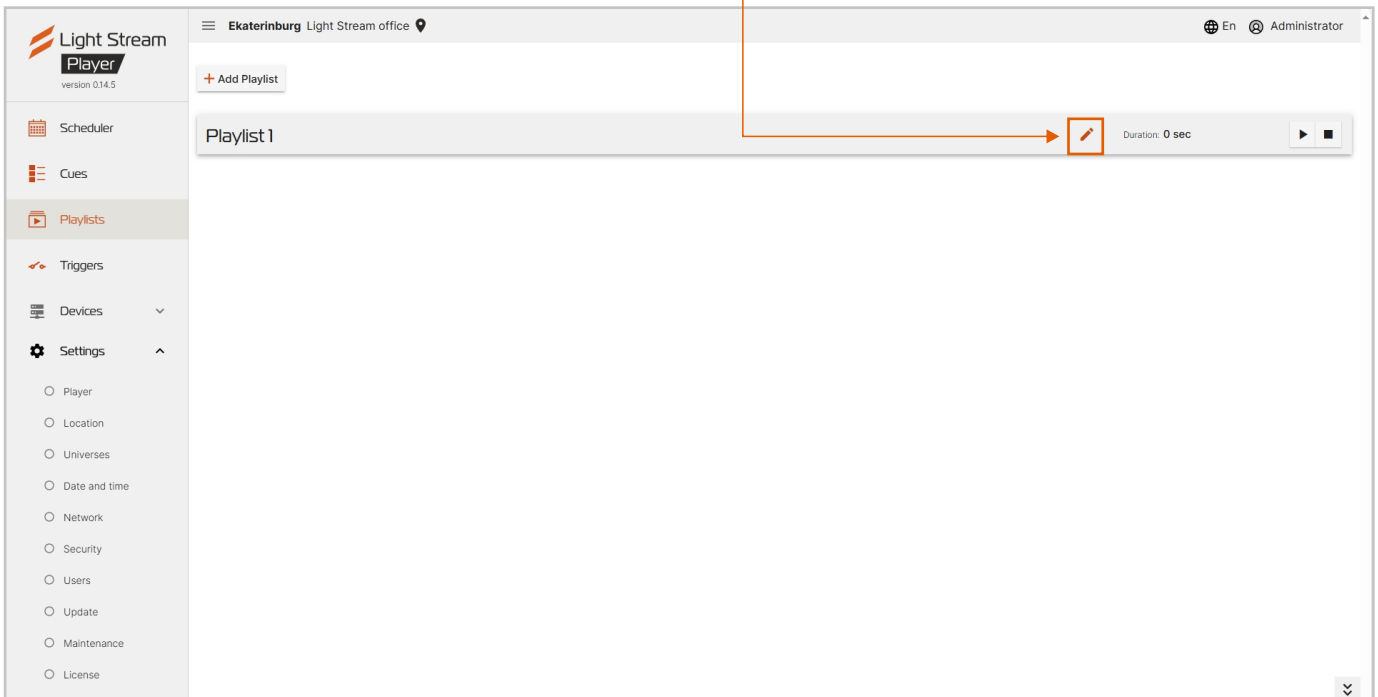 Light Stream
Player
version 0.14.5
Ekaterinburg Light Stream office
En Administrator
+ Add Playlist
Playlist 1
Duration: 0 sec
Scheduler
Cues
Playlists
Triggers
Devices
Settings
Player
Location
Universes
Date and time
Network
Security
Users
Update
Maintenance
License